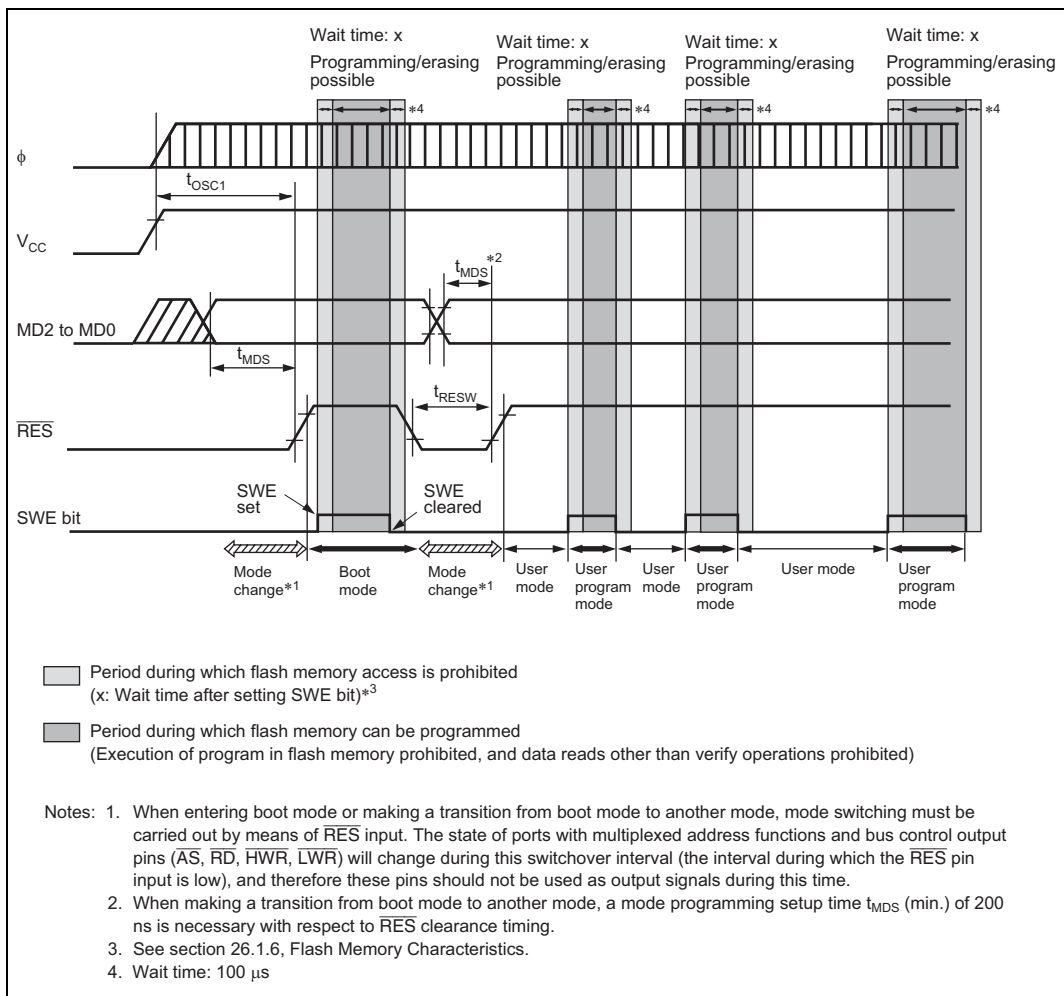 Wait time: x
Programming/erasing
possible
Wait time: x
Programming/erasing
possible
Wait time: x
Programming/erasing
possible
Wait time: x
Programming/erasing
possible
*4
*4
*4
*4
ϕ
tOSC1
VCC
tMDS*2
MD2 to MD0
tMDS
tRESW
RES
SWE
set
SWE
cleared
SWE bit
Mode
change*1
Boot
mode
Mode
change*1
User
mode
User
program
mode
User
mode
User
program
mode
User mode
User
program
mode
Period during which flash memory access is prohibited
(x: Wait time after setting SWE bit)*3
Period during which flash memory can be programmed
(Execution of program in flash memory prohibited, and data reads other than verify operations prohibited)
Notes: 1. When entering boot mode or making a transition from boot mode to another mode, mode switching must be
carried out by means of RES input. The state of ports with multiplexed address functions and bus control output
pins (AS, RD, HWR, LWR) will change during this switchover interval (the interval during which the RES pin
input is low), and therefore these pins should not be used as output signals during this time.
2. When making a transition from boot mode to another mode, a mode programming setup time tMDS (min.) of 200
ns is necessary with respect to RES clearance timing.
3. See section 26.1.6, Flash Memory Characteristics.
4. Wait time: 100 μs